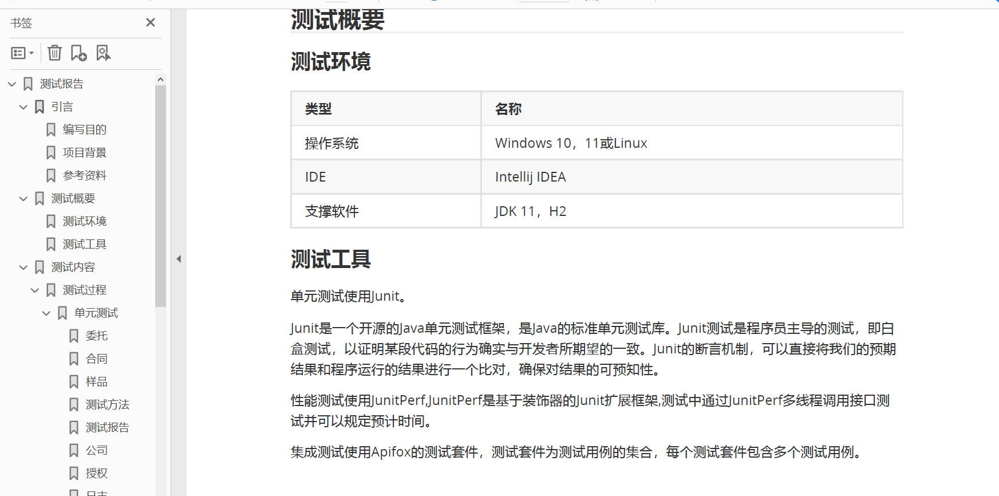 书签
测试报告
引言
编写目的
项目背景
参考资料
测试概要
测试环境
测试工具
测试内容
测试过程
单元测试
委托
合同
样品
测试方法
测试报告
公司
授权
测试概要
测试环境
类型 名称
操作系统 Windows 10，11或Linux
IDE Intellij IDEA
支撑软件 JDK 11，H2
测试工具
单元测试使用Junit。
Junit是一个开源的Java单元测试框架，是Java的标准单元测试库。Junit测试是程序员主导的测试，即白
盒测试，以证明某段代码的行为确实与开发者所期望的一致。Junit的断言机制，可以直接将我们的预期
结果和程序运行的结果进行一个比对，确保对结果的可预知性。
性能测试使用JunitPerf,JunitPerf是基于装饰器的Junit扩展框架,测试中通过JunitPerf多线程调用接口测
试并可以规定预计时间。
集成测试使用Apifox的测试套件，测试套件为测试用例的集合，每个测试套件包含多个测试用例。